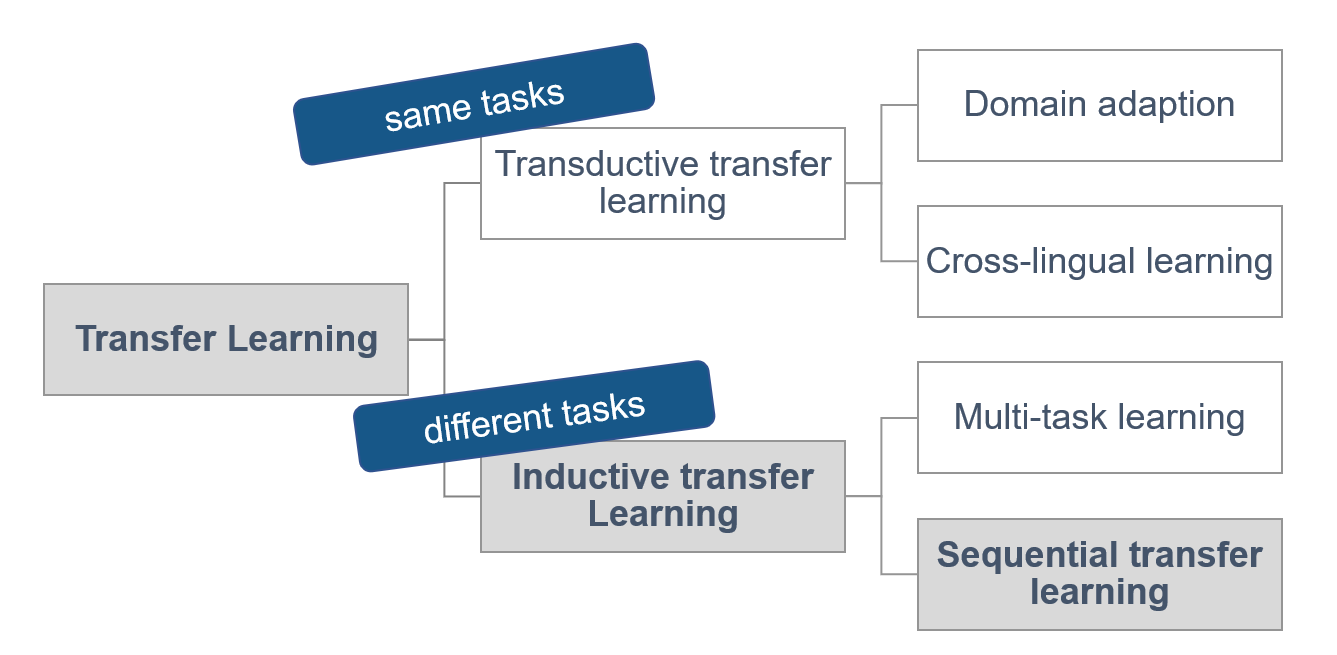 same tasks
Domain adaption
Transductive transfer
learning
Cross-lingual learning
Transfer Learning
different tasks
Multi-task learning
Inductive transfer
Learning
Sequential transfer
learning